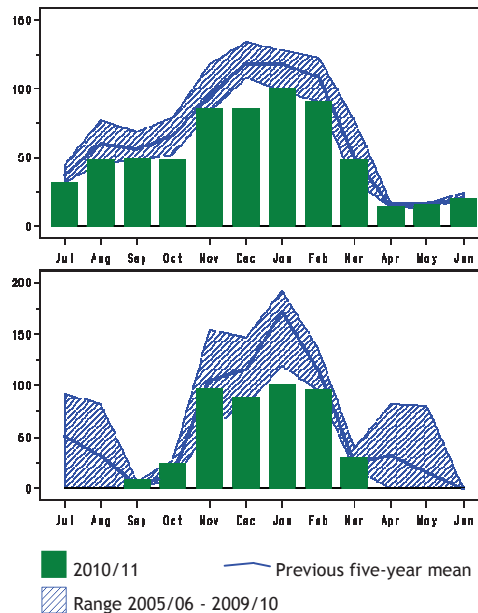 150
100
50
0
Jul Aug Sep Oct Nov Dec Jan Feb Mar Apr May Jun
200
150
100
50
0
Jul Aug Sep Oct Nov Dec Jan Feb Mar Apr May Jun
2010/11 Previous five-year mean
Range 2005/06 - 2009/10